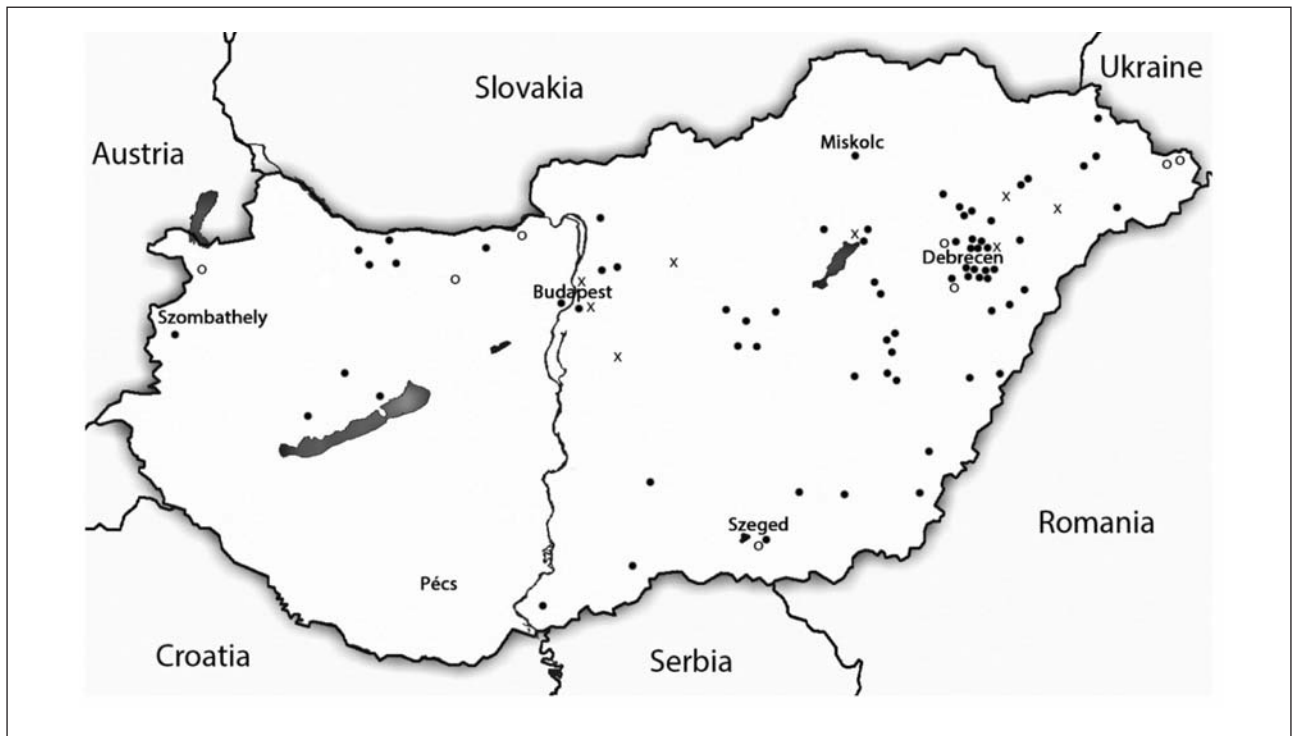 Ukraine
Slovakia
Austria
Miskolc
Debrecen
Budapest
Szombathely
Szeged
Romania
Pécs
Croatia
Serbia